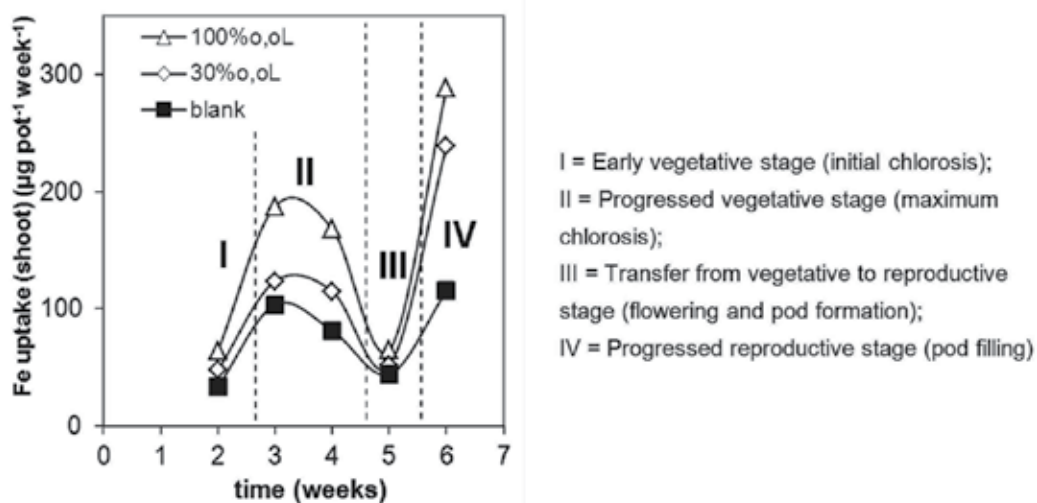 Fe uptake (shoot) (µg pot⁻¹ week⁻¹)
300
200
100
0
100%o,oL
30%o,oL
blank
I
II
III
IV
0 1 2 3 4 5 6 7
time (weeks)
I = Early vegetative stage (initial chlorosis);
II = Progressed vegetative stage (maximum
chlorosis);
III = Transfer from vegetative to reproductive
stage (flowering and pod formation);
IV = Progressed reproductive stage (pod filling)